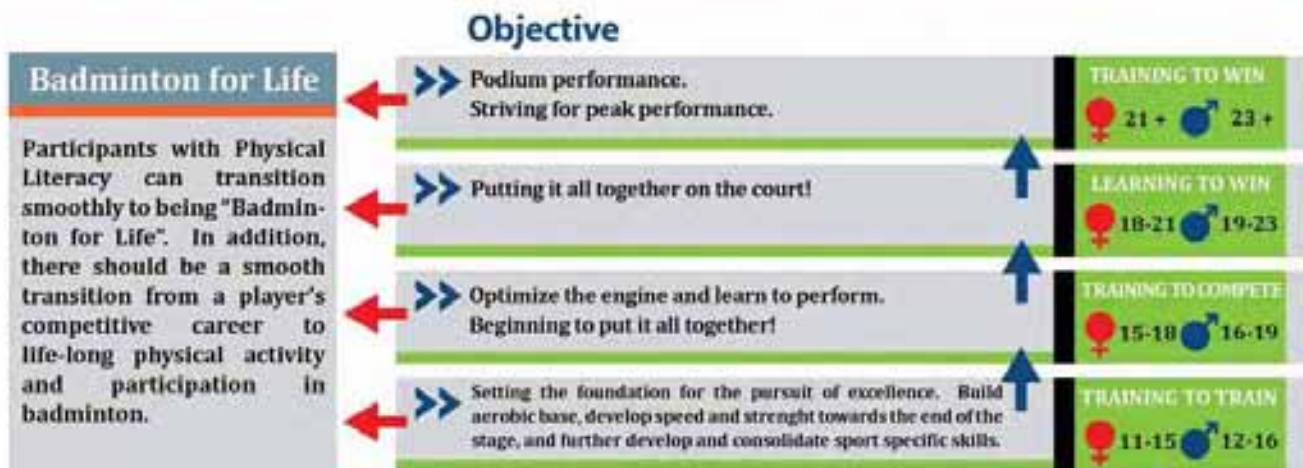 Objective
Badminton for Life
Participants with Physical
Literacy can transition
smoothly to being "Badmin-
ton for Life". In addition,
there should be a smooth
transition from a player's
competitive career to
life-long physical activity
and participation in
badminton.
Podium performance.
Striving for peak performance.
TRAINING TO WIN
21 + 23 +
Putting it all together on the court!
LEARNING TO WIN
18-21 19-23
Optimize the engine and learn to perform.
Beginning to put it all together!
TRAINING TO COMPETE
15-18 16-19
Setting the foundation for the pursuit of excellence. Build
aerobic base, develop speed and strenght towards the end of the
stage, and further develop and consolidate sport specific skills.
TRAINING TO TRAIN
11-15 12-16